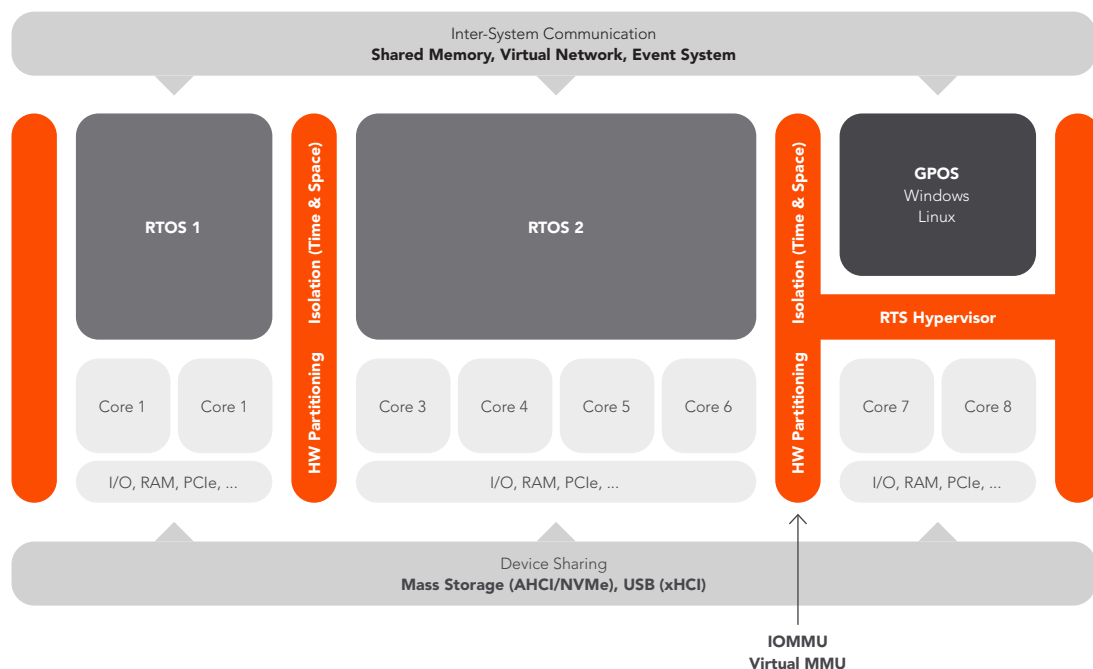 Inter-System Communication
Shared Memory, Virtual Network, Event System
RTOS 1
Isolation (Time & Space)
HW Partitioning
RTOS 2
Isolation (Time & Space)
HW Partitioning
GPOS
Windows
Linux
RTS Hypervisor
Core 1
Core 1
Core 3
Core 4
Core 5
Core 6
Core 7
Core 8
I/O, RAM, PCIe, ...
I/O, RAM, PCIe, ...
I/O, RAM, PCIe, ...
Device Sharing
Mass Storage (AHCI/NVMe), USB (xHCI)
IOMMU
Virtual MMU